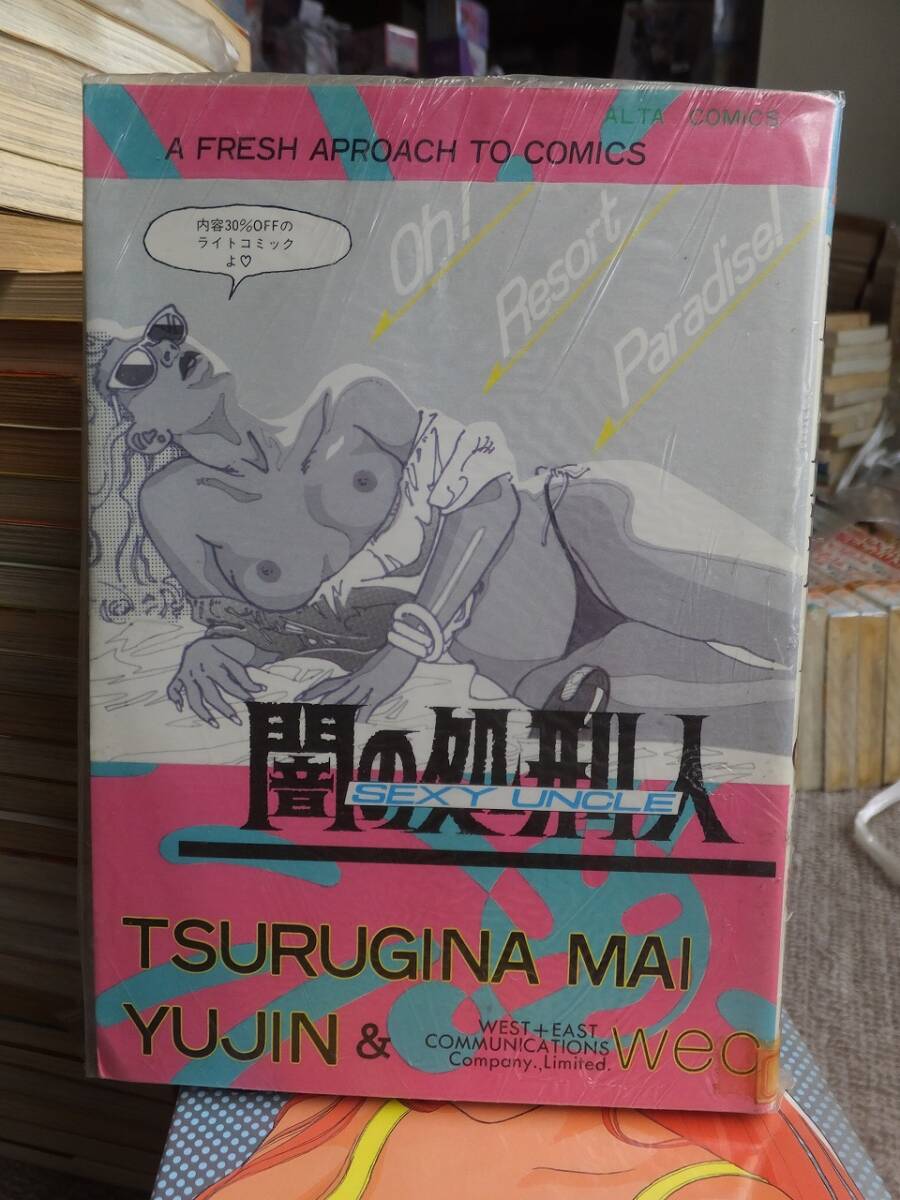 ALTA COMICS
A FRESH APROACH TO COMICS
内容30%OFFの
ライトコミック
よ♡
Oh!
Resort
Paradise!
闇の処刑人
SEXY UNCLE
TSURUGINA MAI
YUJIN &
WEST+EAST
COMMUNICATIONS
Company.,Limited.
wec